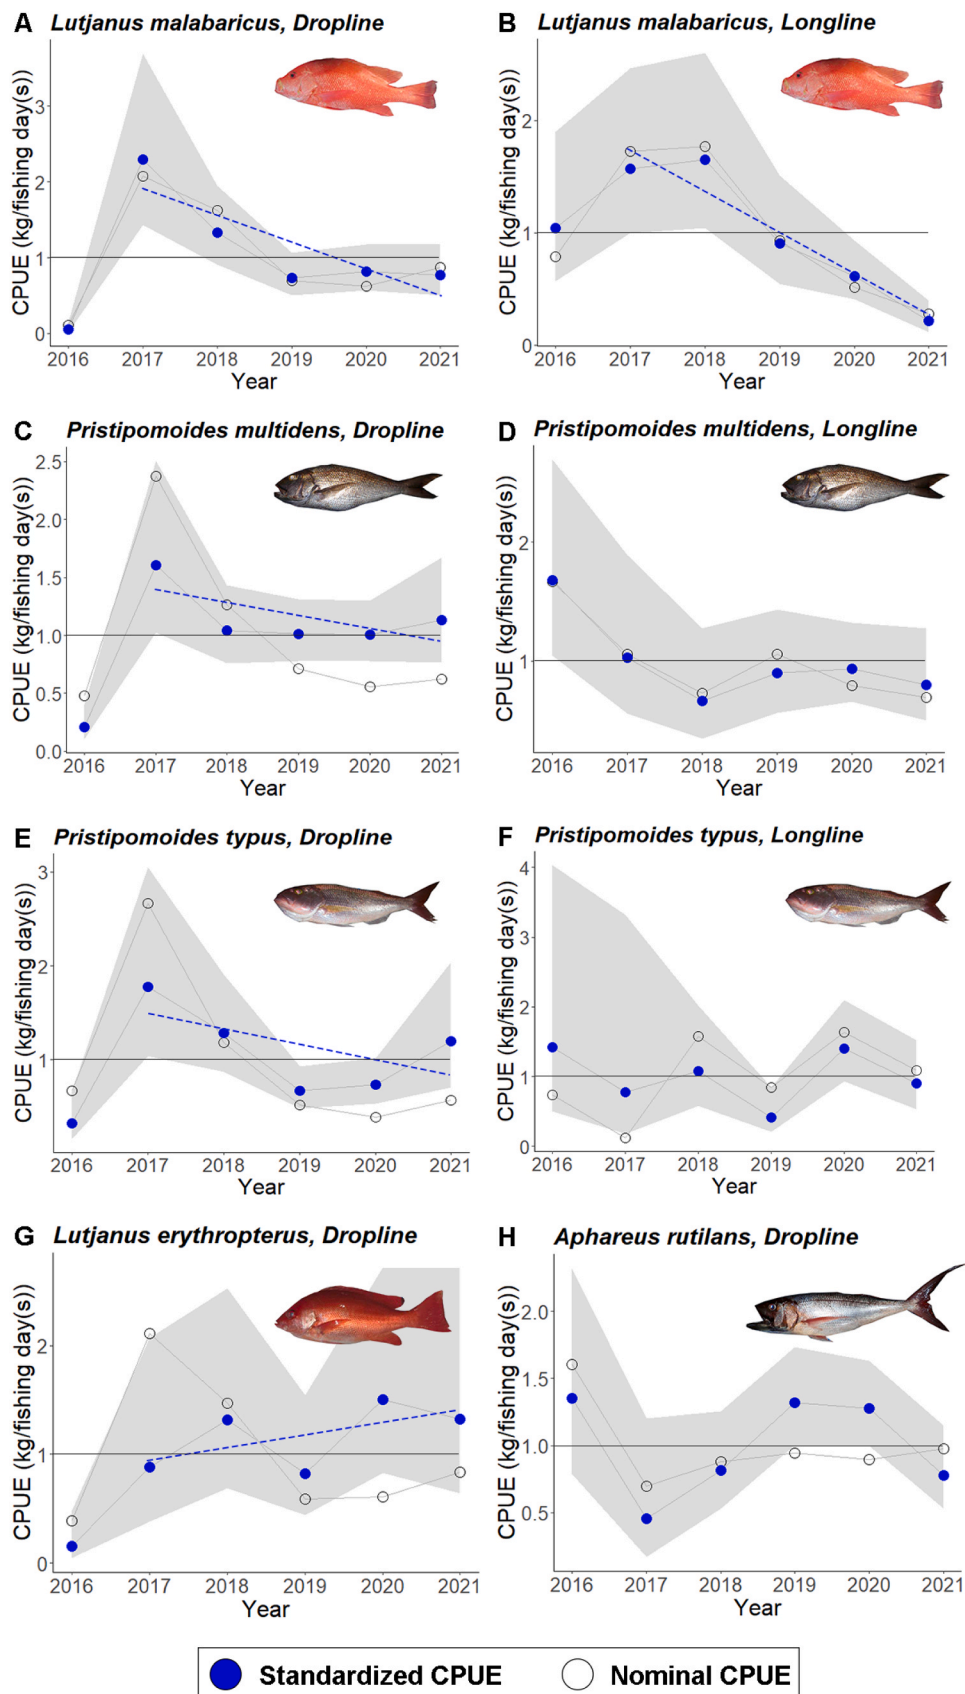 A Lutjanus malabaricus, Dropline
CPUE (kg/fishing day(s))
3
2
1
0
2016 2017 2018 2019 2020 2021
Year
B Lutjanus malabaricus, Longline
CPUE (kg/fishing day(s))
2
1
0
2016 2017 2018 2019 2020 2021
Year
C Pristipomoides multidens, Dropline
CPUE (kg/fishing day(s))
2.5
2.0
1.5
1.0
0.5
0.0
2016 2017 2018 2019 2020 2021
Year
D Pristipomoides multidens, Longline
CPUE (kg/fishing day(s))
2
1
2016 2017 2018 2019 2020 2021
Year
E Pristipomoides typus, Dropline
CPUE (kg/fishing day(s))
3
2
1
2016 2017 2018 2019 2020 2021
Year
F Pristipomoides typus, Longline
CPUE (kg/fishing day(s))
4
3
2
1
0
2016 2017 2018 2019 2020 2021
Year
G Lutjanus erythropterus, Dropline
CPUE (kg/fishing day(s))
2
1
0
2016 2017 2018 2019 2020 2021
Year
H Aphareus rutilans, Dropline
CPUE (kg/fishing day(s))
2.0
1.5
1.0
0.5
2016 2017 2018 2019 2020 2021
Year
Standardized CPUE Nominal CPUE